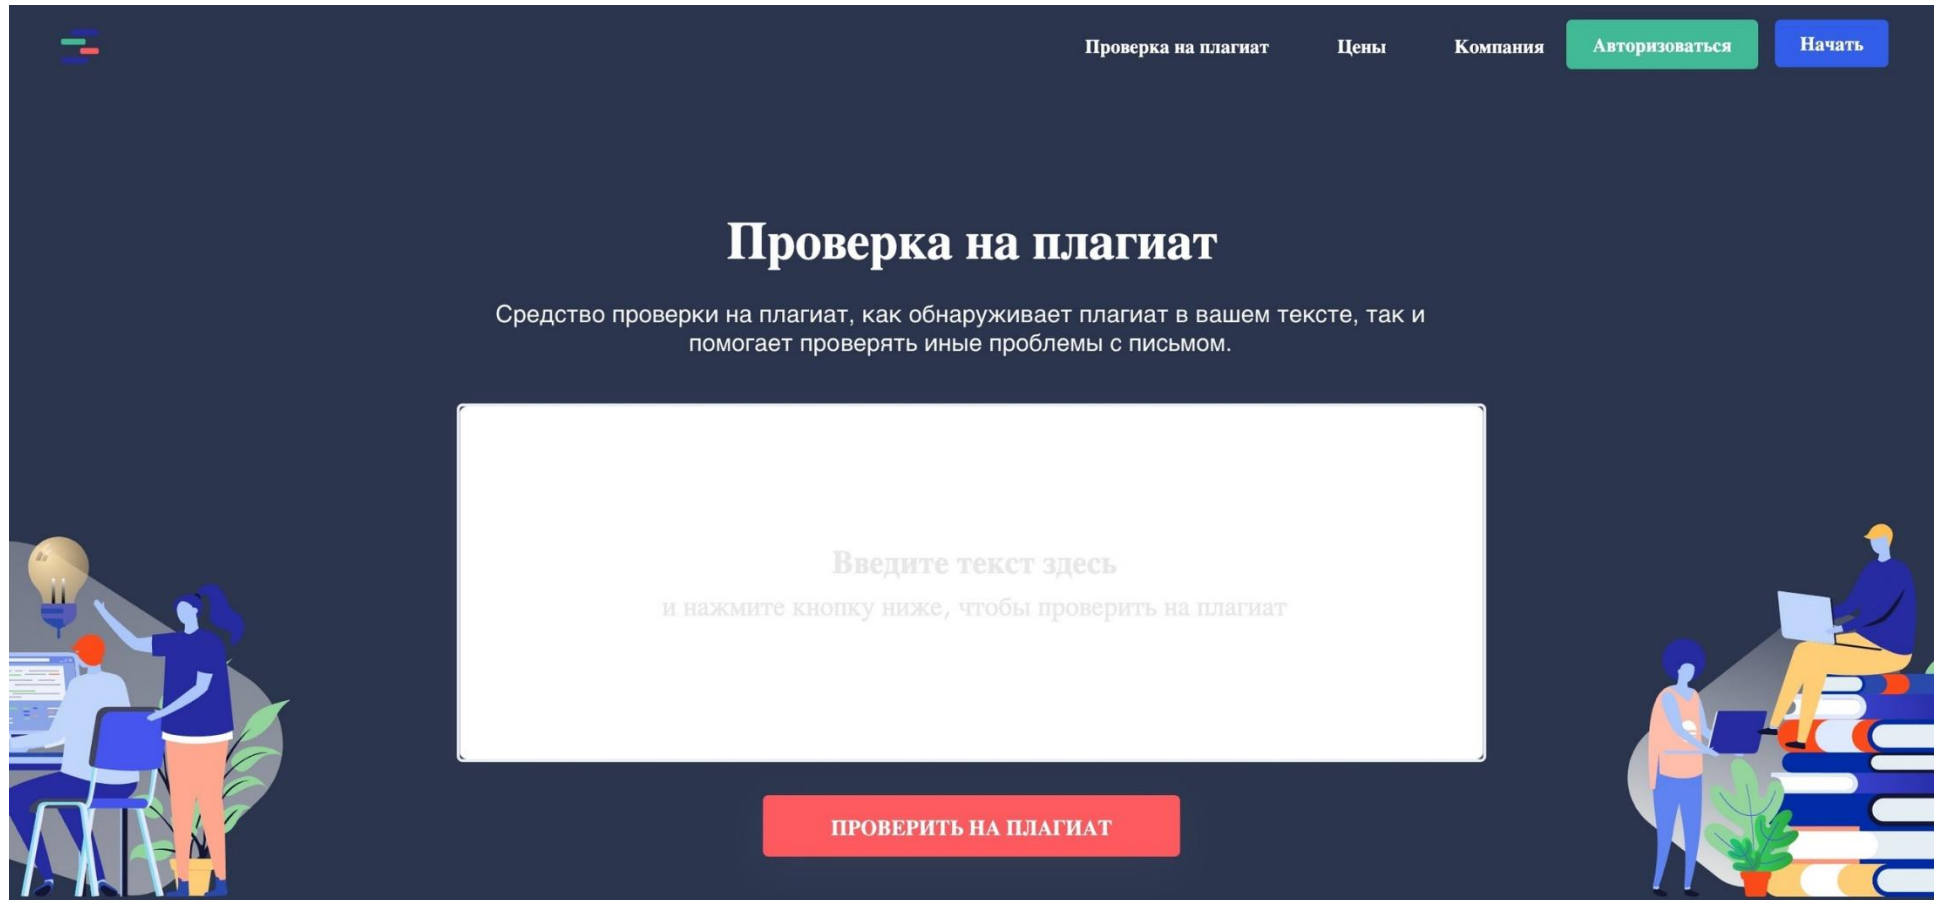 Проверка на плагиат
Цены
Компания
Авторизоваться
Начать
Проверка на плагиат
Средство проверки на плагиат, как обнаруживает плагиат в вашем тексте, так и
помогает проверять иные проблемы с письмом.
Введите текст здесь
и нажмите кнопку ниже, чтобы проверить на плагиат
ПРОВЕРИТЬ НА ПЛАГИАТ